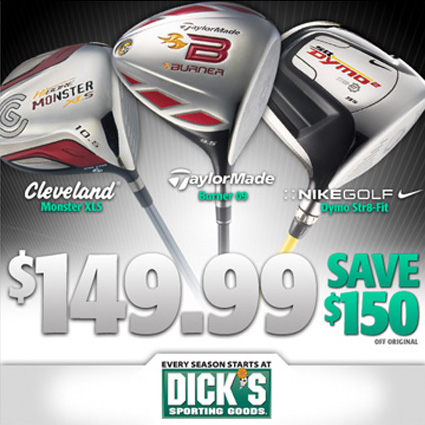 TaylorMade
B
BURNER
9.5
HiBORE
MONSTER
XLS
10.5
SQ
DYMO²
Cleveland
Monster XLS
TaylorMade
Burner 09
NIKEGOLF
Dymo Str8-Fit
$149.99
SAVE
$150
OFF ORIGINAL
EVERY SEASON STARTS AT
DICK'S
SPORTING GOODS.